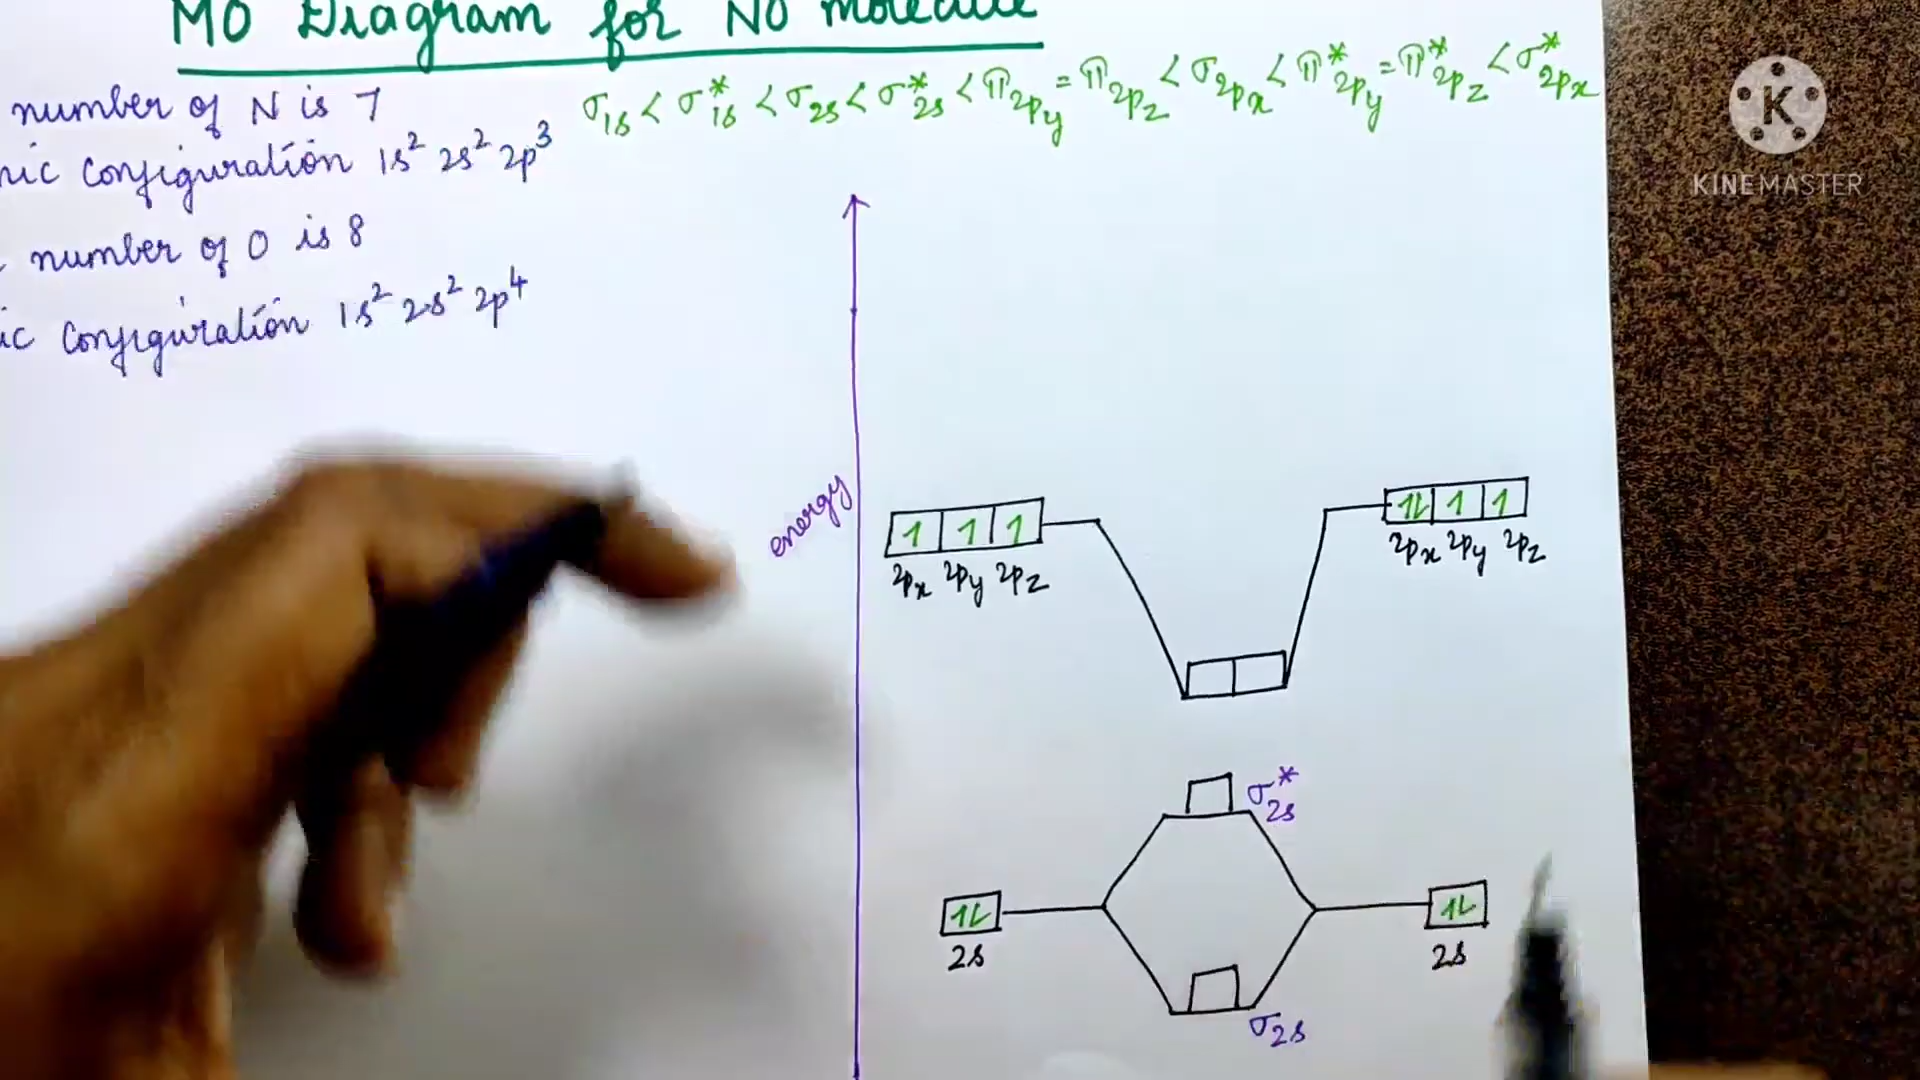 MO Diagram for NO molecule
number of N is 7
σ1s < σ*1s < σ2s < σ*2s < π2py = π2pz < σ2px < π*2py = π*2pz < σ*2px
nic configuration 1s² 2s² 2p³
number of O is 8
ic configuration 1s² 2s² 2p⁴
K
KINEMASTER
energy
1 1 1
2px 2py 2pz
1L 1 1
2px 2py 2pz
σ*2s
1L
2s
1L
2s
σ2s